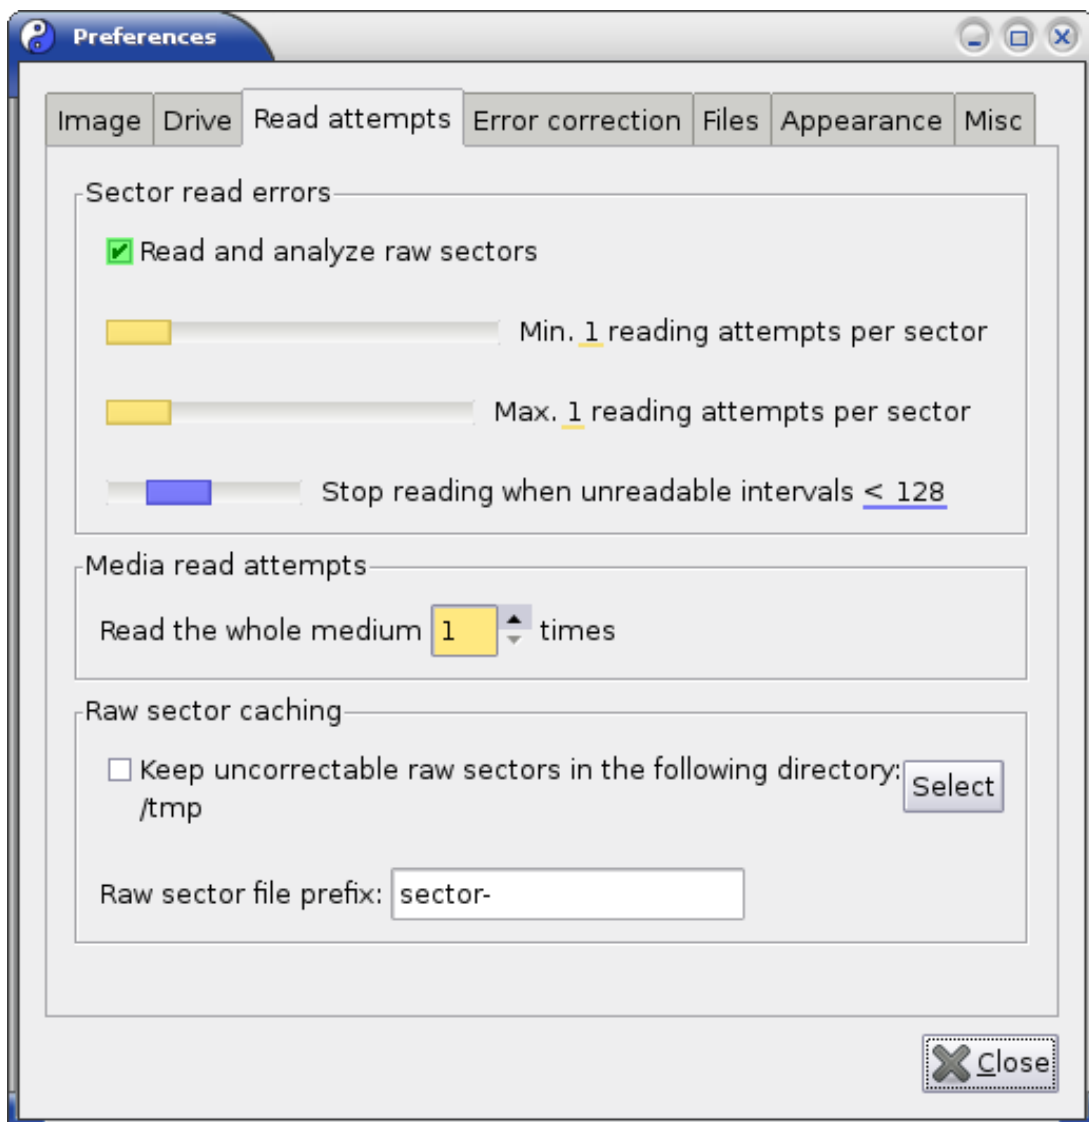 Preferences
Image Drive Read attempts Error correction Files Appearance Misc
Sector read errors
Read and analyze raw sectors
Min. 1 reading attempts per sector
Max. 1 reading attempts per sector
Stop reading when unreadable intervals < 128
Media read attempts
Read the whole medium 1 times
Raw sector caching
Keep uncorrectable raw sectors in the following directory: Select
/tmp
Raw sector file prefix: sector-
Close